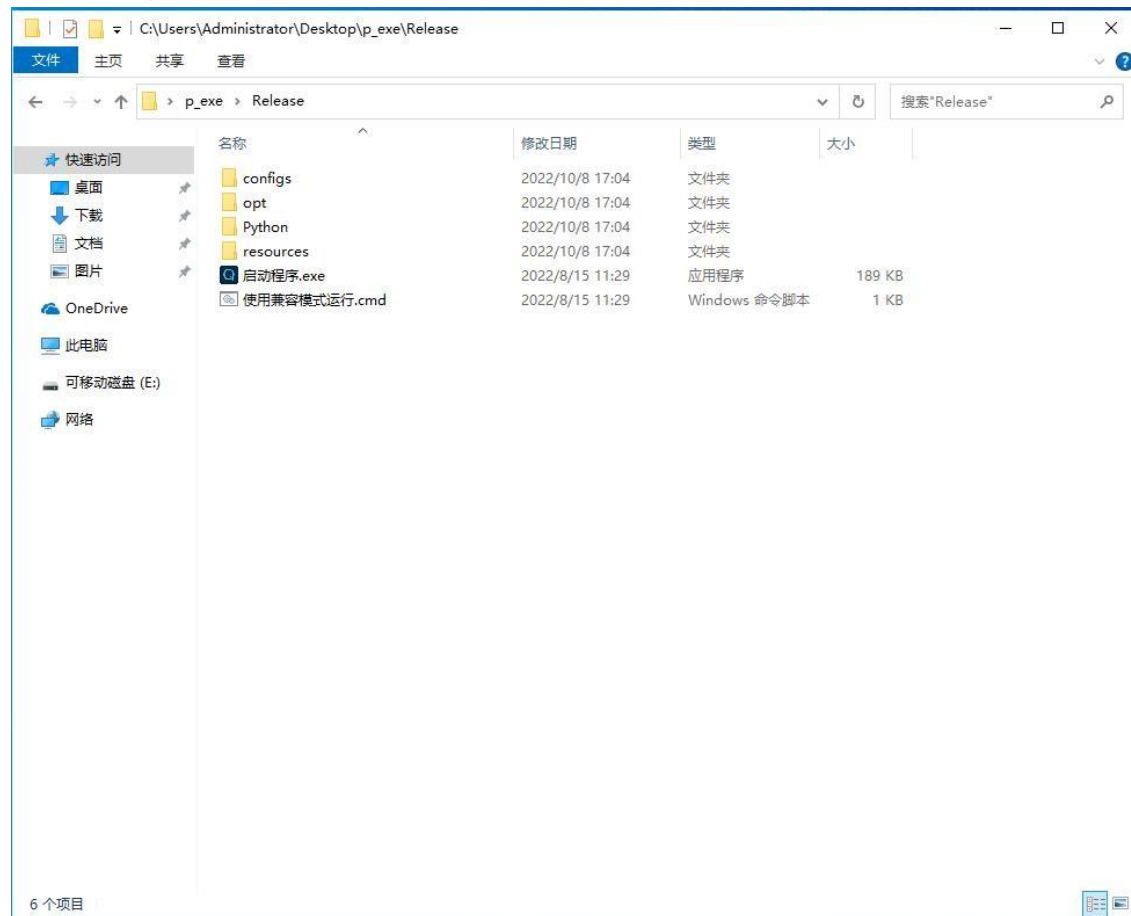 C:\Users\Administrator\Desktop\p_exe\Release
文件 主页 共享 查看
p_exe › Release 搜索"Release"
名称 修改日期 类型 大小
快速访问
桌面
下载
文档
图片
OneDrive
此电脑
可移动磁盘 (E:)
网络
configs 2022/10/8 17:04 文件夹
opt 2022/10/8 17:04 文件夹
Python 2022/10/8 17:04 文件夹
resources 2022/10/8 17:04 文件夹
启动程序.exe 2022/8/15 11:29 应用程序 189 KB
使用兼容模式运行.cmd 2022/8/15 11:29 Windows 命令脚本 1 KB
6 个项目